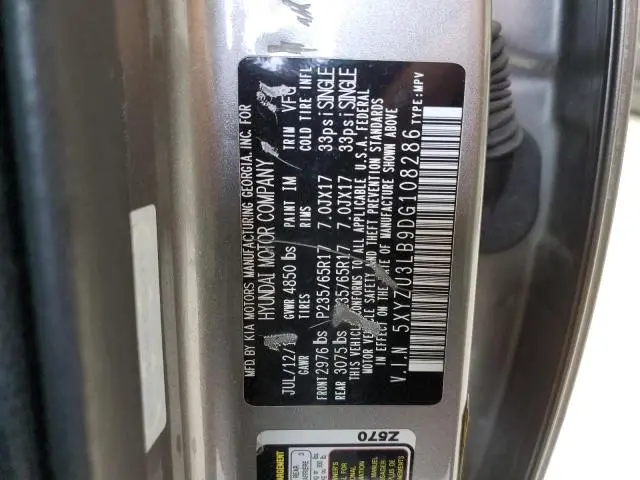 MFD.BY KIA MOTORS MANUFACTURING GEORGIA, INC. FOR
HYUNDAI MOTOR COMPANY
JUL/12/ GVWR 4850 lbs PAINT IM TRIM VF
GAWR TIRES RIMS COLD TIRE INFL
FRONT 2976 lbs P235/65R17 7.0JX17 33psi SINGLE
REAR 3075 lbs 235/65R17 7.0JX17 33psi SINGLE
THIS VEHICLE CONFORMS TO ALL APPLICABLE U.S.A. FEDERAL
MOTOR VEHICLE SAFETY AND THEFT PREVENTION STANDARDS
IN EFFECT ON THE DATE OF MANUFACTURE SHOWN ABOVE
V.I.N 5XYZU3LB9DG108286 TYPE:MPV
Z570
REAR